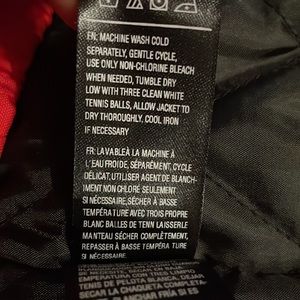 EN: MACHINE WASH COLD
SEPARATELY, GENTLE CYCLE,
USE ONLY NON-CHLORINE BLEACH
WHEN NEEDED, TUMBLE DRY
LOW WITH THREE CLEAN WHITE
TENNIS BALLS, ALLOW JACKET TO
DRY THOROUGHLY, COOL IRON
IF NECESSARY
FR: LAVABLE À LA MACHINE À
L'EAU FROIDE, SÉPARÉMENT, CYCLE
DÉLICAT, UTILISER AGENT DE BLANCH-
IMENT NON CHLORÉ SEULEMENT
SI NÉCESSAIRE, SÉCHER À BASSE
TEMPÉRATURE AVEC TROIS PROPRE
BLANC BALLES DE TENN LAISSERLE
MANTEAU SÉCHER COMPLÈTEMENT,
REPASSER À BASSE TEMPÉRATURE
SI NÉCESSAIRE